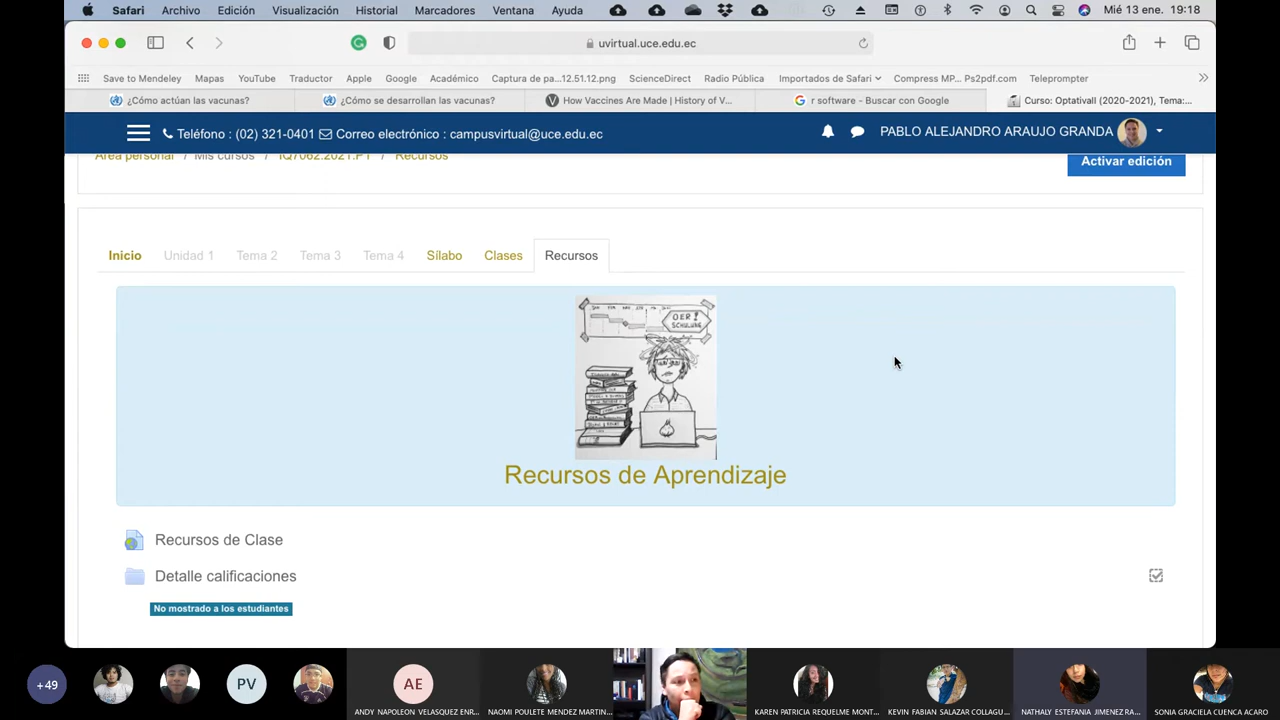 Safari Archivo Edición Visualización Historial Marcadores Ventana Ayuda Mié 13 ene. 19:18
uvirtual.uce.edu.ec
Save to Mendeley Mapas YouTube Traductor Apple Google Académico Captura de pa...12.51.12.png ScienceDirect Radio Pública Importados de Safari Compress MP... Ps2pdf.com Teleprompter
¿Cómo actúan las vacunas? ¿Cómo se desarrollan las vacunas? How Vaccines Are Made | History of V... r software - Buscar con Google Curso: OptativaII (2020-2021), Tema:...
Teléfono : (02) 321-0401 Correo electrónico : campusvirtual@uce.edu.ec PABLO ALEJANDRO ARAUJO GRANDA
Área personal / Mis cursos / IQ7062.2021.P1 / Recursos
Activar edición
Inicio Unidad 1 Tema 2 Tema 3 Tema 4 Sílabo Clases Recursos
OER!
SCHULUNG
Recursos de Aprendizaje
Recursos de Clase
Detalle calificaciones
No mostrado a los estudiantes
+49 PV AE
ANDY NAPOLEON VELASQUEZ ENR... NAOMI POULETE MENDEZ MARTIN... KAREN PATRICIA REQUELME MONT... KEVIN FABIAN SALAZAR COLLAGU... NATHALY ESTEFANIA JIMENEZ RA... SONIA GRACIELA CUENCA ACARO